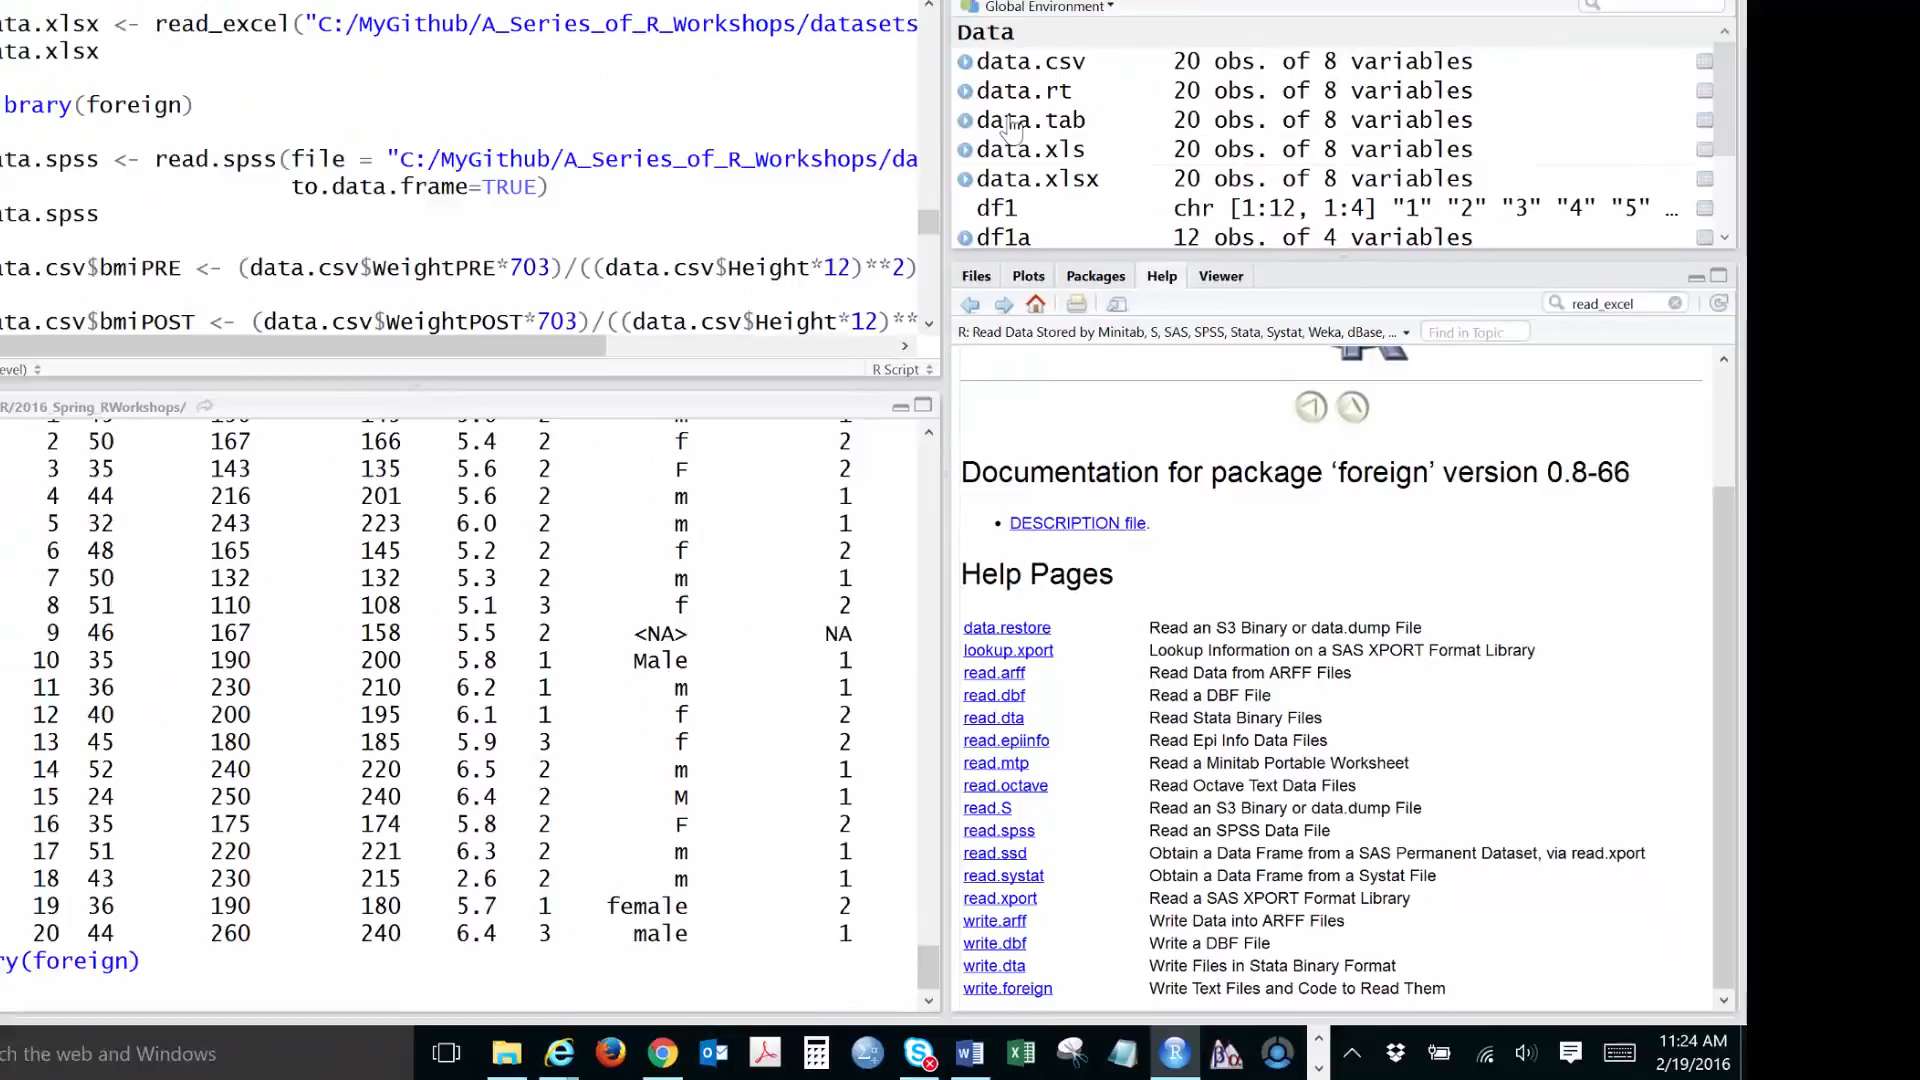 ta.xlsx <- read_excel("C:/MyGithub/A_Series_of_R_Workshops/datasets
ta.xlsx
brary(foreign)
ta.spss <- read.spss(file = "C:/MyGithub/A_Series_of_R_Workshops/da
to.data.frame=TRUE)
ta.spss
ta.csv$bmiPRE <- (data.csv$WeightPRE*703)/((data.csv$Height*12)**2)
ta.csv$bmiPOST <- (data.csv$WeightPOST*703)/((data.csv$Height*12)**
evel)
R Script
R/2016_Spring_RWorkshops/
2 50 167 166 5.4 2 f 2
3 35 143 135 5.6 2 F 2
4 44 216 201 5.6 2 m 1
5 32 243 223 6.0 2 m 1
6 48 165 145 5.2 2 f 2
7 50 132 132 5.3 2 m 1
8 51 110 108 5.1 3 f 2
9 46 167 158 5.5 2 <NA> NA
10 35 190 200 5.8 1 Male 1
11 36 230 210 6.2 1 m 1
12 40 200 195 6.1 1 f 2
13 45 180 185 5.9 3 f 2
14 52 240 220 6.5 2 m 1
15 24 250 240 6.4 2 M 1
16 35 175 174 5.8 2 F 2
17 51 220 221 6.3 2 m 1
18 43 230 215 2.6 2 m 1
19 36 190 180 5.7 1 female 2
20 44 260 240 6.4 3 male 1
ry(foreign)
Global Environment
Data
data.csv 20 obs. of 8 variables
data.rt 20 obs. of 8 variables
data.tab 20 obs. of 8 variables
data.xls 20 obs. of 8 variables
data.xlsx 20 obs. of 8 variables
df1 chr [1:12, 1:4] "1" "2" "3" "4" "5" ...
df1a 12 obs. of 4 variables
Files Plots Packages Help Viewer
read_excel
R: Read Data Stored by Minitab, S, SAS, SPSS, Stata, Systat, Weka, dBase, ... Find in Topic
Documentation for package ‘foreign’ version 0.8-66
• DESCRIPTION file.
Help Pages
data.restore Read an S3 Binary or data.dump File
lookup.xport Lookup Information on a SAS XPORT Format Library
read.arff Read Data from ARFF Files
read.dbf Read a DBF File
read.dta Read Stata Binary Files
read.epiinfo Read Epi Info Data Files
read.mtp Read a Minitab Portable Worksheet
read.octave Read Octave Text Data Files
read.S Read an S3 Binary or data.dump File
read.spss Read an SPSS Data File
read.ssd Obtain a Data Frame from a SAS Permanent Dataset, via read.xport
read.systat Obtain a Data Frame from a Systat File
read.xport Read a SAS XPORT Format Library
write.arff Write Data into ARFF Files
write.dbf Write a DBF File
write.dta Write Files in Stata Binary Format
write.foreign Write Text Files and Code to Read Them
ch the web and Windows
11:24 AM
2/19/2016